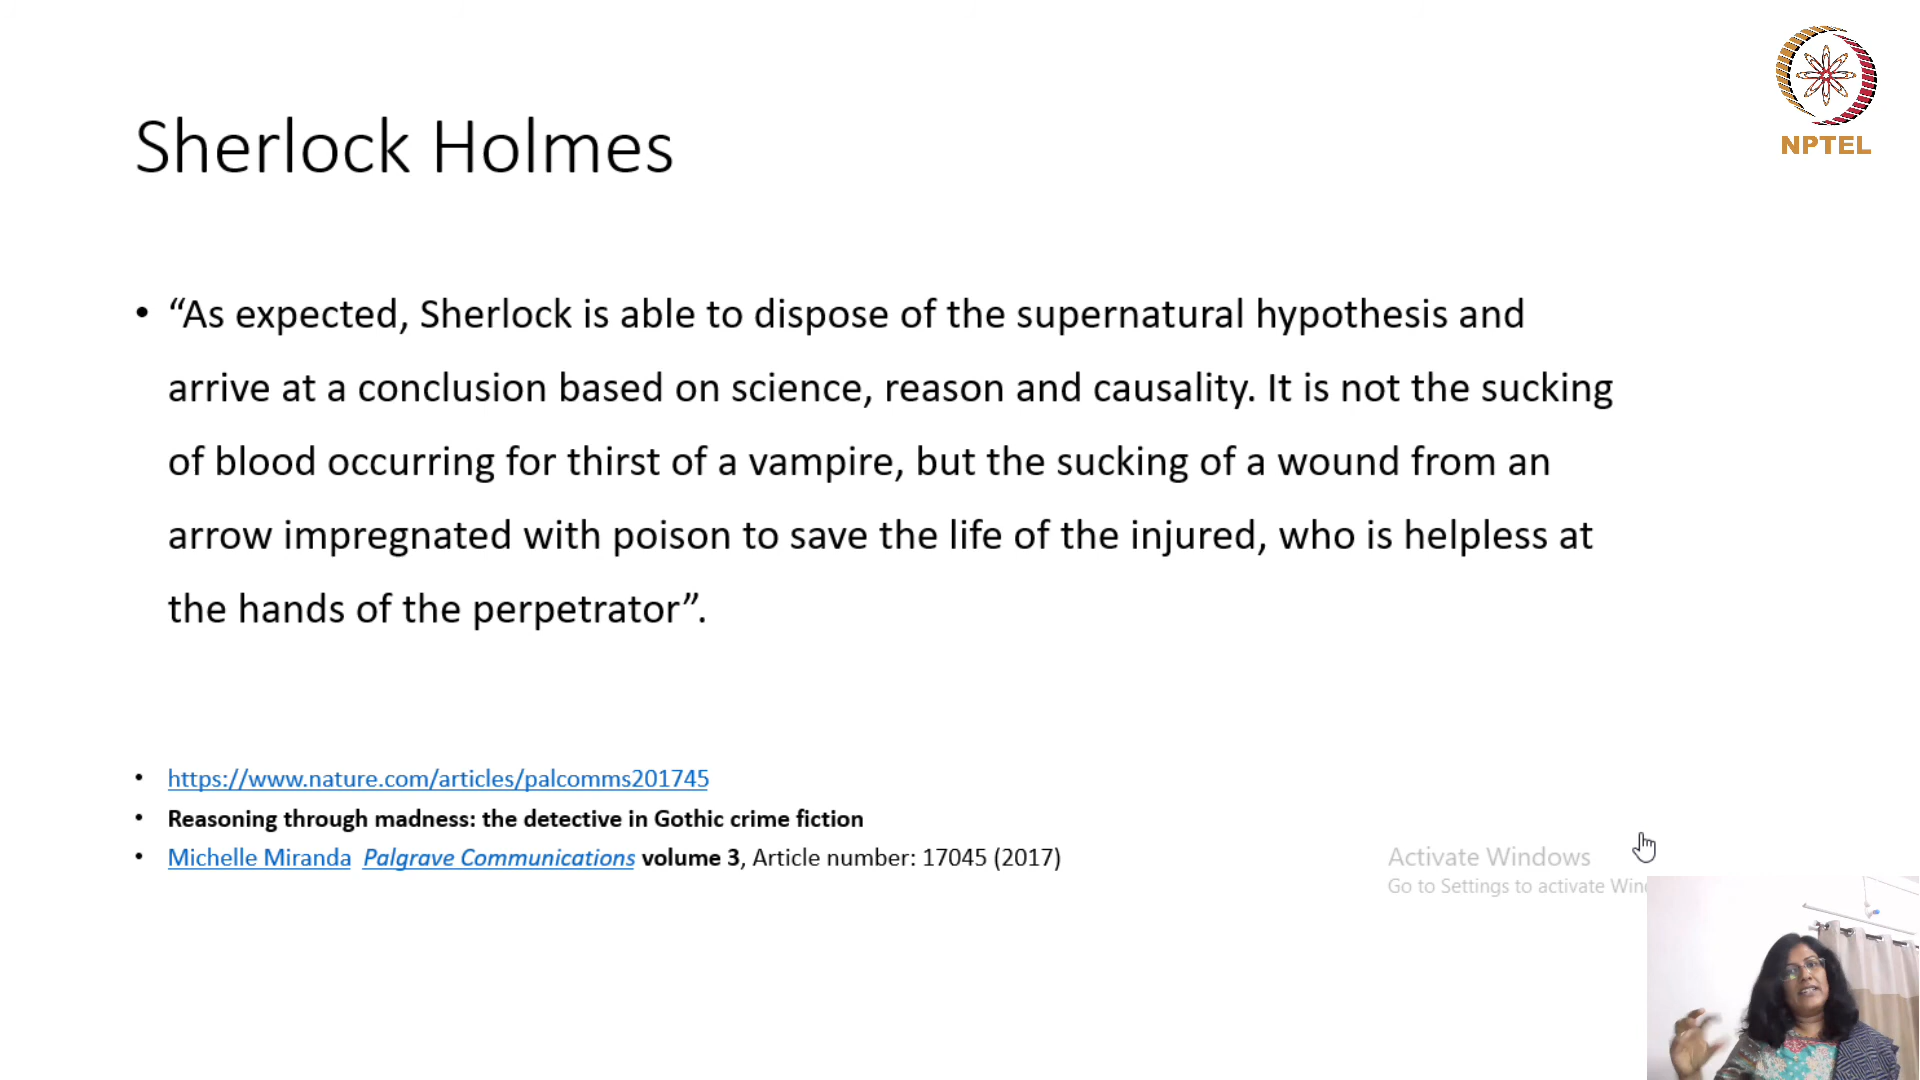 NPTEL
Sherlock Holmes
• “As expected, Sherlock is able to dispose of the supernatural hypothesis and
arrive at a conclusion based on science, reason and causality. It is not the sucking
of blood occurring for thirst of a vampire, but the sucking of a wound from an
arrow impregnated with poison to save the life of the injured, who is helpless at
the hands of the perpetrator”.
• https://www.nature.com/articles/palcomms201745
• Reasoning through madness: the detective in Gothic crime fiction
• Michelle Miranda Palgrave Communications volume 3, Article number: 17045 (2017)
Activate Windows
Go to Settings to activate